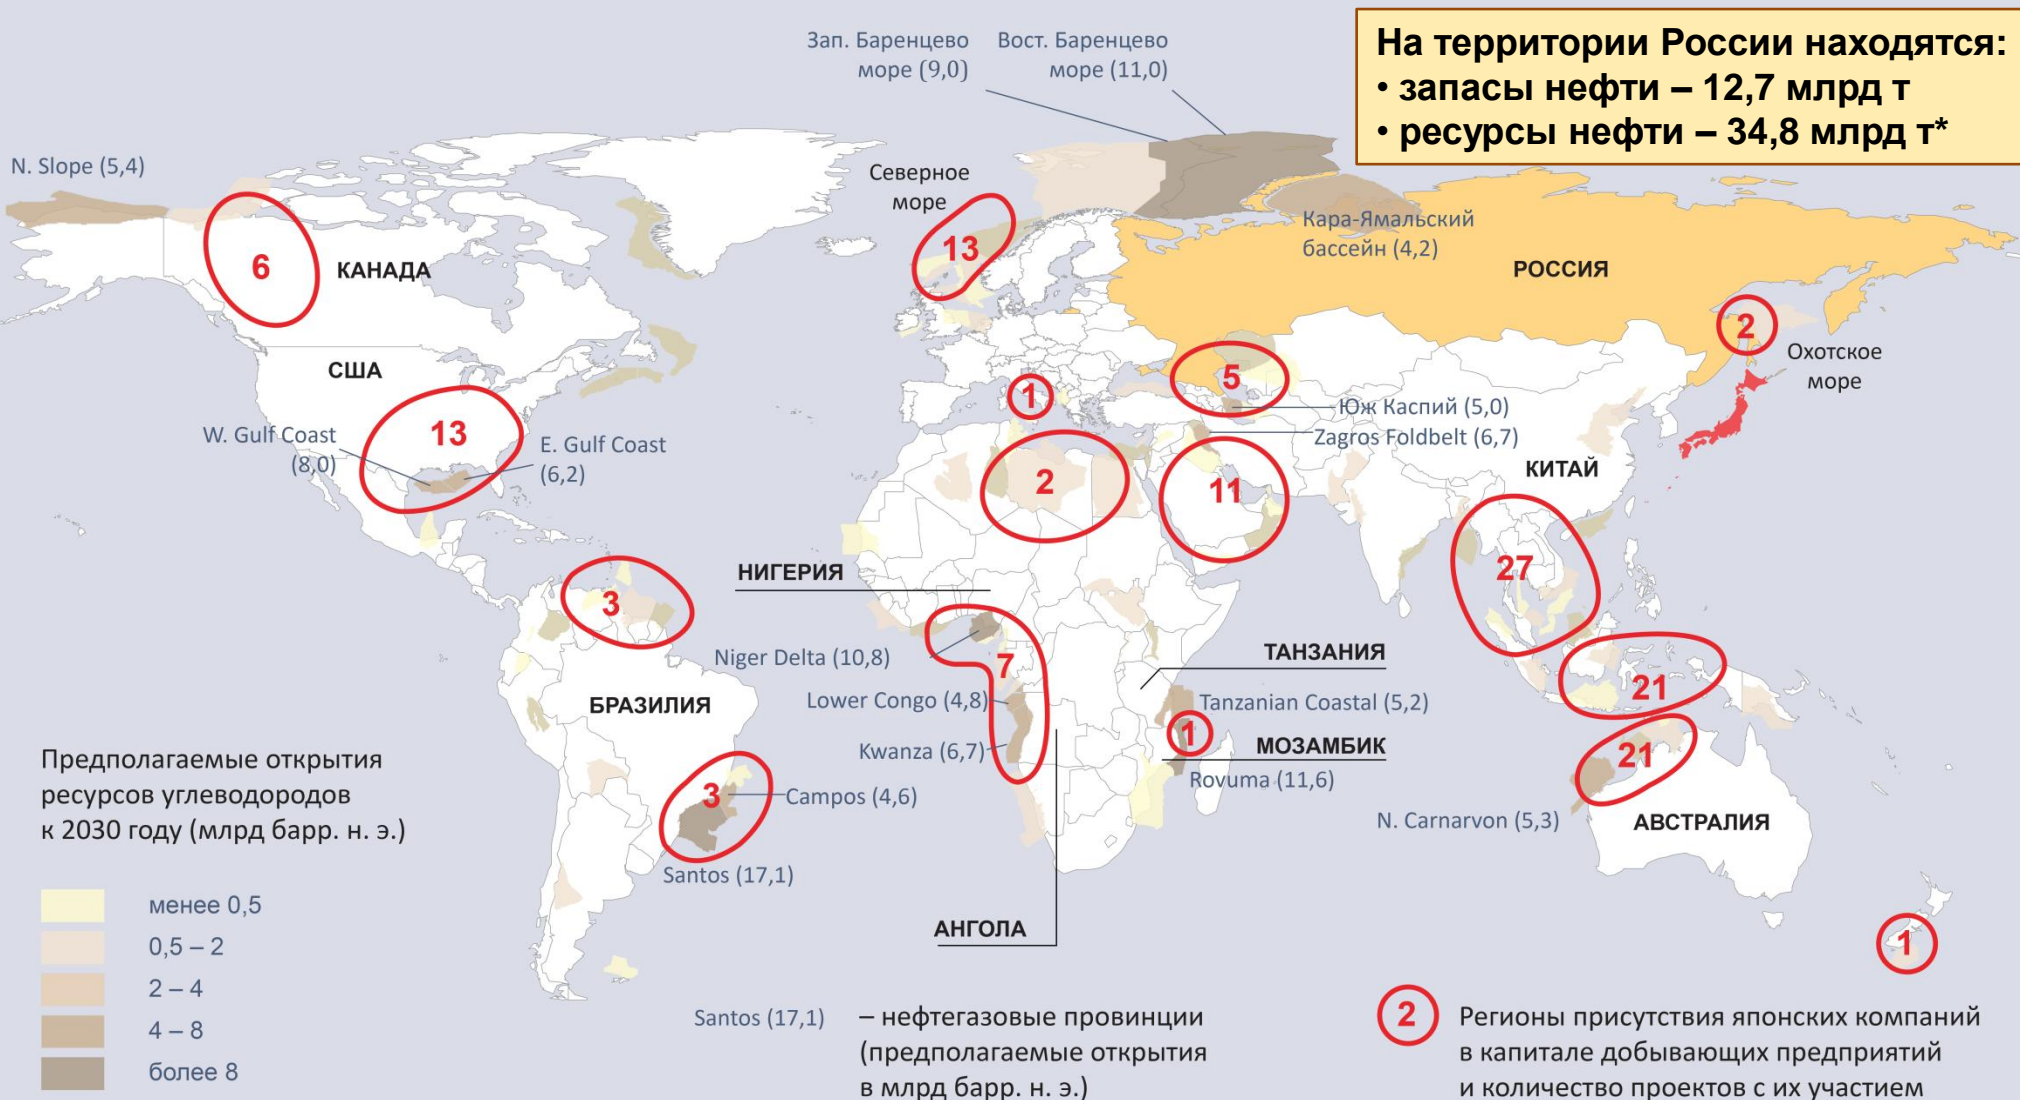 На территории России находятся:
• запасы нефти – 12,7 млрд т
• ресурсы нефти – 34,8 млрд т*
Зап. Баренцево
море (9,0)
Вост. Баренцево
море (11,0)
N. Slope (5,4)
Северное
море
13
6
КАНАДА
Кара-Ямальский
бассейн (4,2)
РОССИЯ
2
Охотское
море
США
5
1
Юж Каспий (5,0)
Zagros Foldbelt (6,7)
W. Gulf Coast
(8,0)
13
E. Gulf Coast
(6,2)
КИТАЙ
2
11
27
НИГЕРИЯ
3
Niger Delta (10,8)
7
ТАНЗАНИЯ
Lower Congo (4,8)
Tanzanian Coastal (5,2)
21
БРАЗИЛИЯ
Kwanza (6,7)
1
МОЗАМБИК
Rovuma (11,6)
21
3
Campos (4,6)
N. Carnarvon (5,3)
АВСТРАЛИЯ
Santos (17,1)
АНГОЛА
1
Предполагаемые открытия
ресурсов углеводородов
к 2030 году (млрд барр. н. э.)
менее 0,5
0,5 – 2
2 – 4
4 – 8
более 8
Santos (17,1) – нефтегазовые провинции
(предполагаемые открытия
в млрд барр. н. э.)
2 Регионы присутствия японских компаний
в капитале добывающих предприятий
и количество проектов с их участием